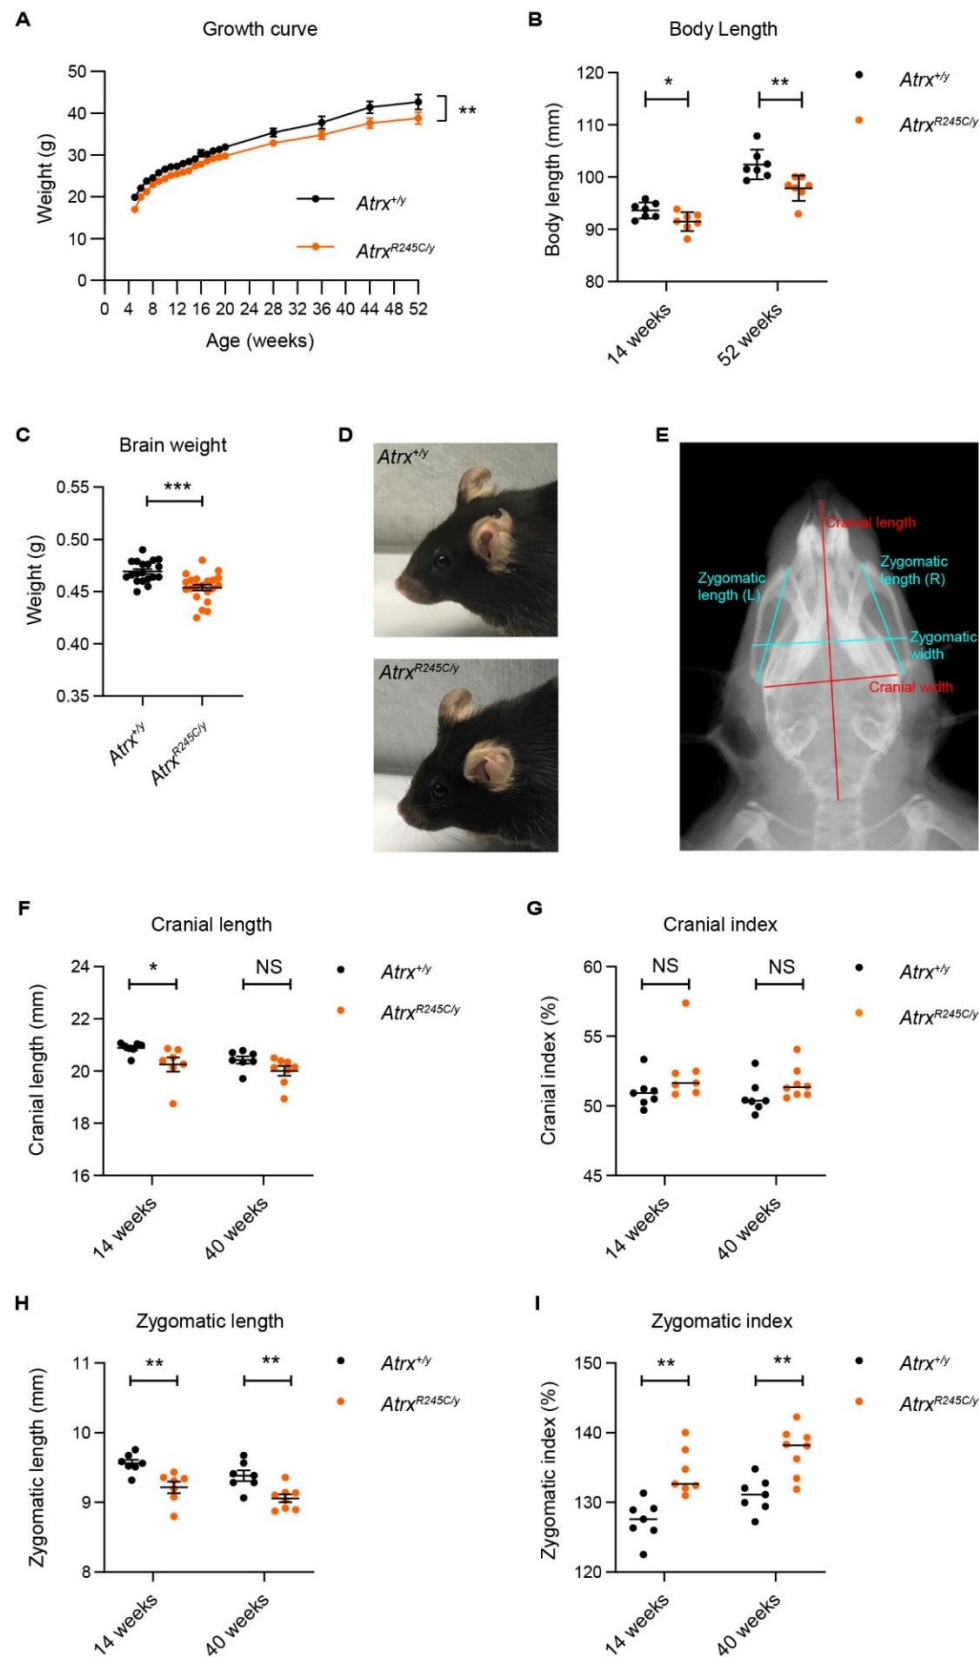 A
Growth curve
Weight (g)
50
40
30
20
10
0
**
Atrx+/y
AtrxR245C/y
0 4 8 12 16 20 24 28 32 36 40 44 48 52
Age (weeks)
B
Body Length
Body length (mm)
120
110
100
90
80
*
**
Atrx+/y
AtrxR245C/y
14 weeks
52 weeks
C
Brain weight
Weight (g)
0.55
0.50
0.45
0.40
0.35
***
Atrx+/y
AtrxR245C/y
D
Atrx+/y
AtrxR245C/y
E
Cranial length
Zygomatic
length (L)
Zygomatic
length (R)
Zygomatic
width
Cranial width
F
Cranial length
Cranial length (mm)
24
22
20
18
16
*
NS
Atrx+/y
AtrxR245C/y
14 weeks
40 weeks
G
Cranial index
Cranial index (%)
60
55
50
45
NS
NS
Atrx+/y
AtrxR245C/y
14 weeks
40 weeks
H
Zygomatic length
Zygomatic length (mm)
11
10
9
8
**
**
Atrx+/y
AtrxR245C/y
14 weeks
40 weeks
I
Zygomatic index
Zygomatic index (%)
150
140
130
120
**
**
Atrx+/y
AtrxR245C/y
14 weeks
40 weeks